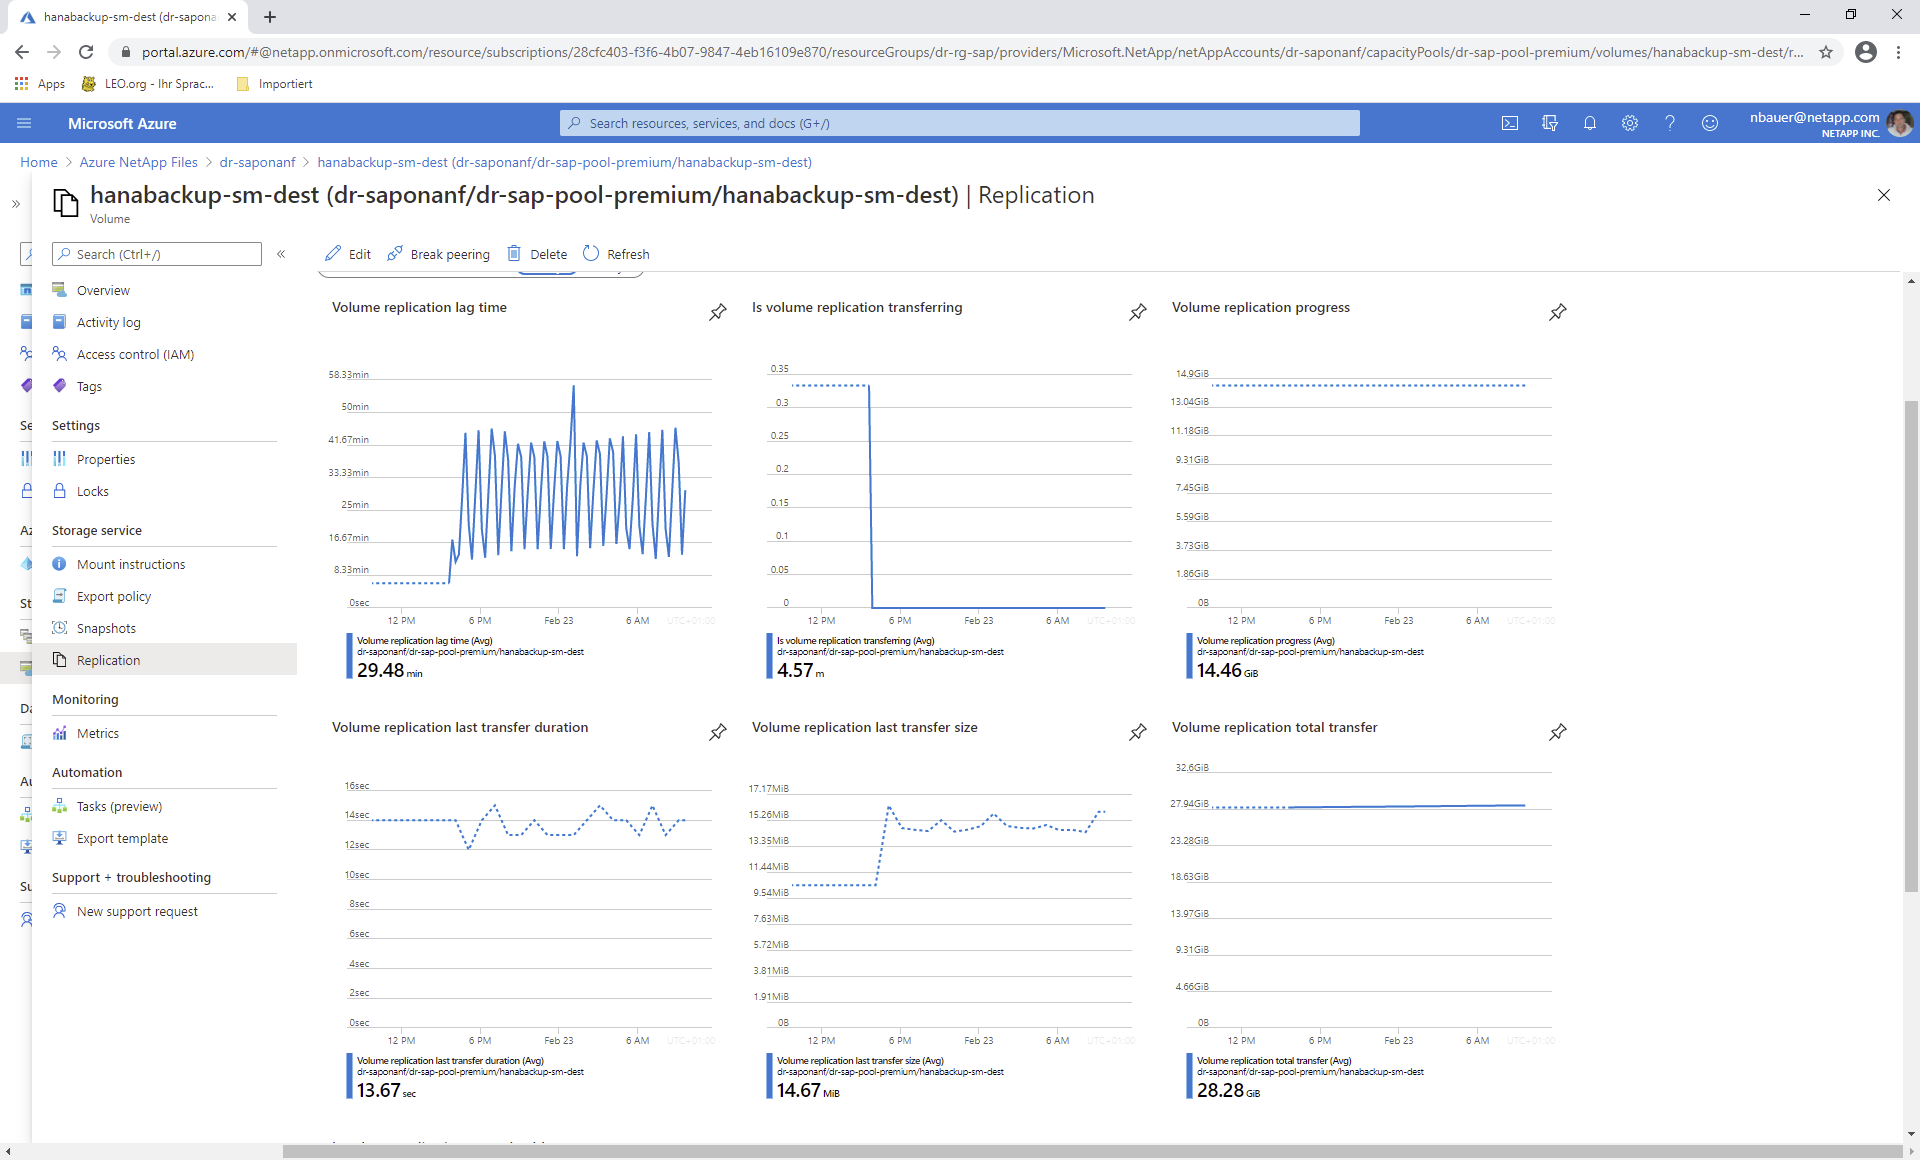 hanabackup-sm-dest (dr-sapona
portal.azure.com/#@netapp.onmicrosoft.com/resource/subscriptions/28cfc403-f3f6-4b07-9847-4eb16109e870/resourceGroups/dr-rg-sap/providers/Microsoft.NetApp/netAppAccounts/dr-saponanf/capacityPools/dr-sap-pool-premium/volumes/hanabackup-sm-dest/r...
Apps LEO.org - Ihr Sprac... Importiert
Microsoft Azure
Search resources, services, and docs (G+/)
nbauer@netapp.com
NETAPP INC.
Home > Azure NetApp Files > dr-saponanf > hanabackup-sm-dest (dr-saponanf/dr-sap-pool-premium/hanabackup-sm-dest)
hanabackup-sm-dest (dr-saponanf/dr-sap-pool-premium/hanabackup-sm-dest) | Replication
Volume
Search (Ctrl+/)
Edit Break peering Delete Refresh
Overview
Activity log
Access control (IAM)
Tags
Se
Settings
Properties
Locks
Az
Storage service
Mount instructions
St
Export policy
Snapshots
Replication
Da
Monitoring
Metrics
Au
Automation
Tasks (preview)
Export template
Su
Support + troubleshooting
New support request
Volume replication lag time
58.33min
50min
41.67min
33.33min
25min
16.67min
8.33min
0sec
12 PM 6 PM Feb 23 6 AM UTC+01:00
Volume replication lag time (Avg)
dr-saponanf/dr-sap-pool-premium/hanabackup-sm-dest
29.48 min
Is volume replication transferring
0.35
0.3
0.25
0.2
0.15
0.1
0.05
0
12 PM 6 PM Feb 23 6 AM UTC+01:00
Is volume replication transferring (Avg)
dr-saponanf/dr-sap-pool-premium/hanabackup-sm-dest
4.57 m
Volume replication progress
14.9GiB
13.04GiB
11.18GiB
9.31GiB
7.45GiB
5.59GiB
3.73GiB
1.86GiB
0B
12 PM 6 PM Feb 23 6 AM UTC+01:00
Volume replication progress (Avg)
dr-saponanf/dr-sap-pool-premium/hanabackup-sm-dest
14.46 GiB
Volume replication last transfer duration
16sec
14sec
12sec
10sec
8sec
6sec
4sec
2sec
0sec
12 PM 6 PM Feb 23 6 AM UTC+01:00
Volume replication last transfer duration (Avg)
dr-saponanf/dr-sap-pool-premium/hanabackup-sm-dest
13.67 sec
Volume replication last transfer size
17.17MiB
15.26MiB
13.35MiB
11.44MiB
9.54MiB
7.63MiB
5.72MiB
3.81MiB
1.91MiB
0B
12 PM 6 PM Feb 23 6 AM UTC+01:00
Volume replication last transfer size (Avg)
dr-saponanf/dr-sap-pool-premium/hanabackup-sm-dest
14.67 MiB
Volume replication total transfer
32.6GiB
27.94GiB
23.28GiB
18.63GiB
13.97GiB
9.31GiB
4.66GiB
0B
12 PM 6 PM Feb 23 6 AM UTC+01:00
Volume replication total transfer (Avg)
dr-saponanf/dr-sap-pool-premium/hanabackup-sm-dest
28.28 GiB